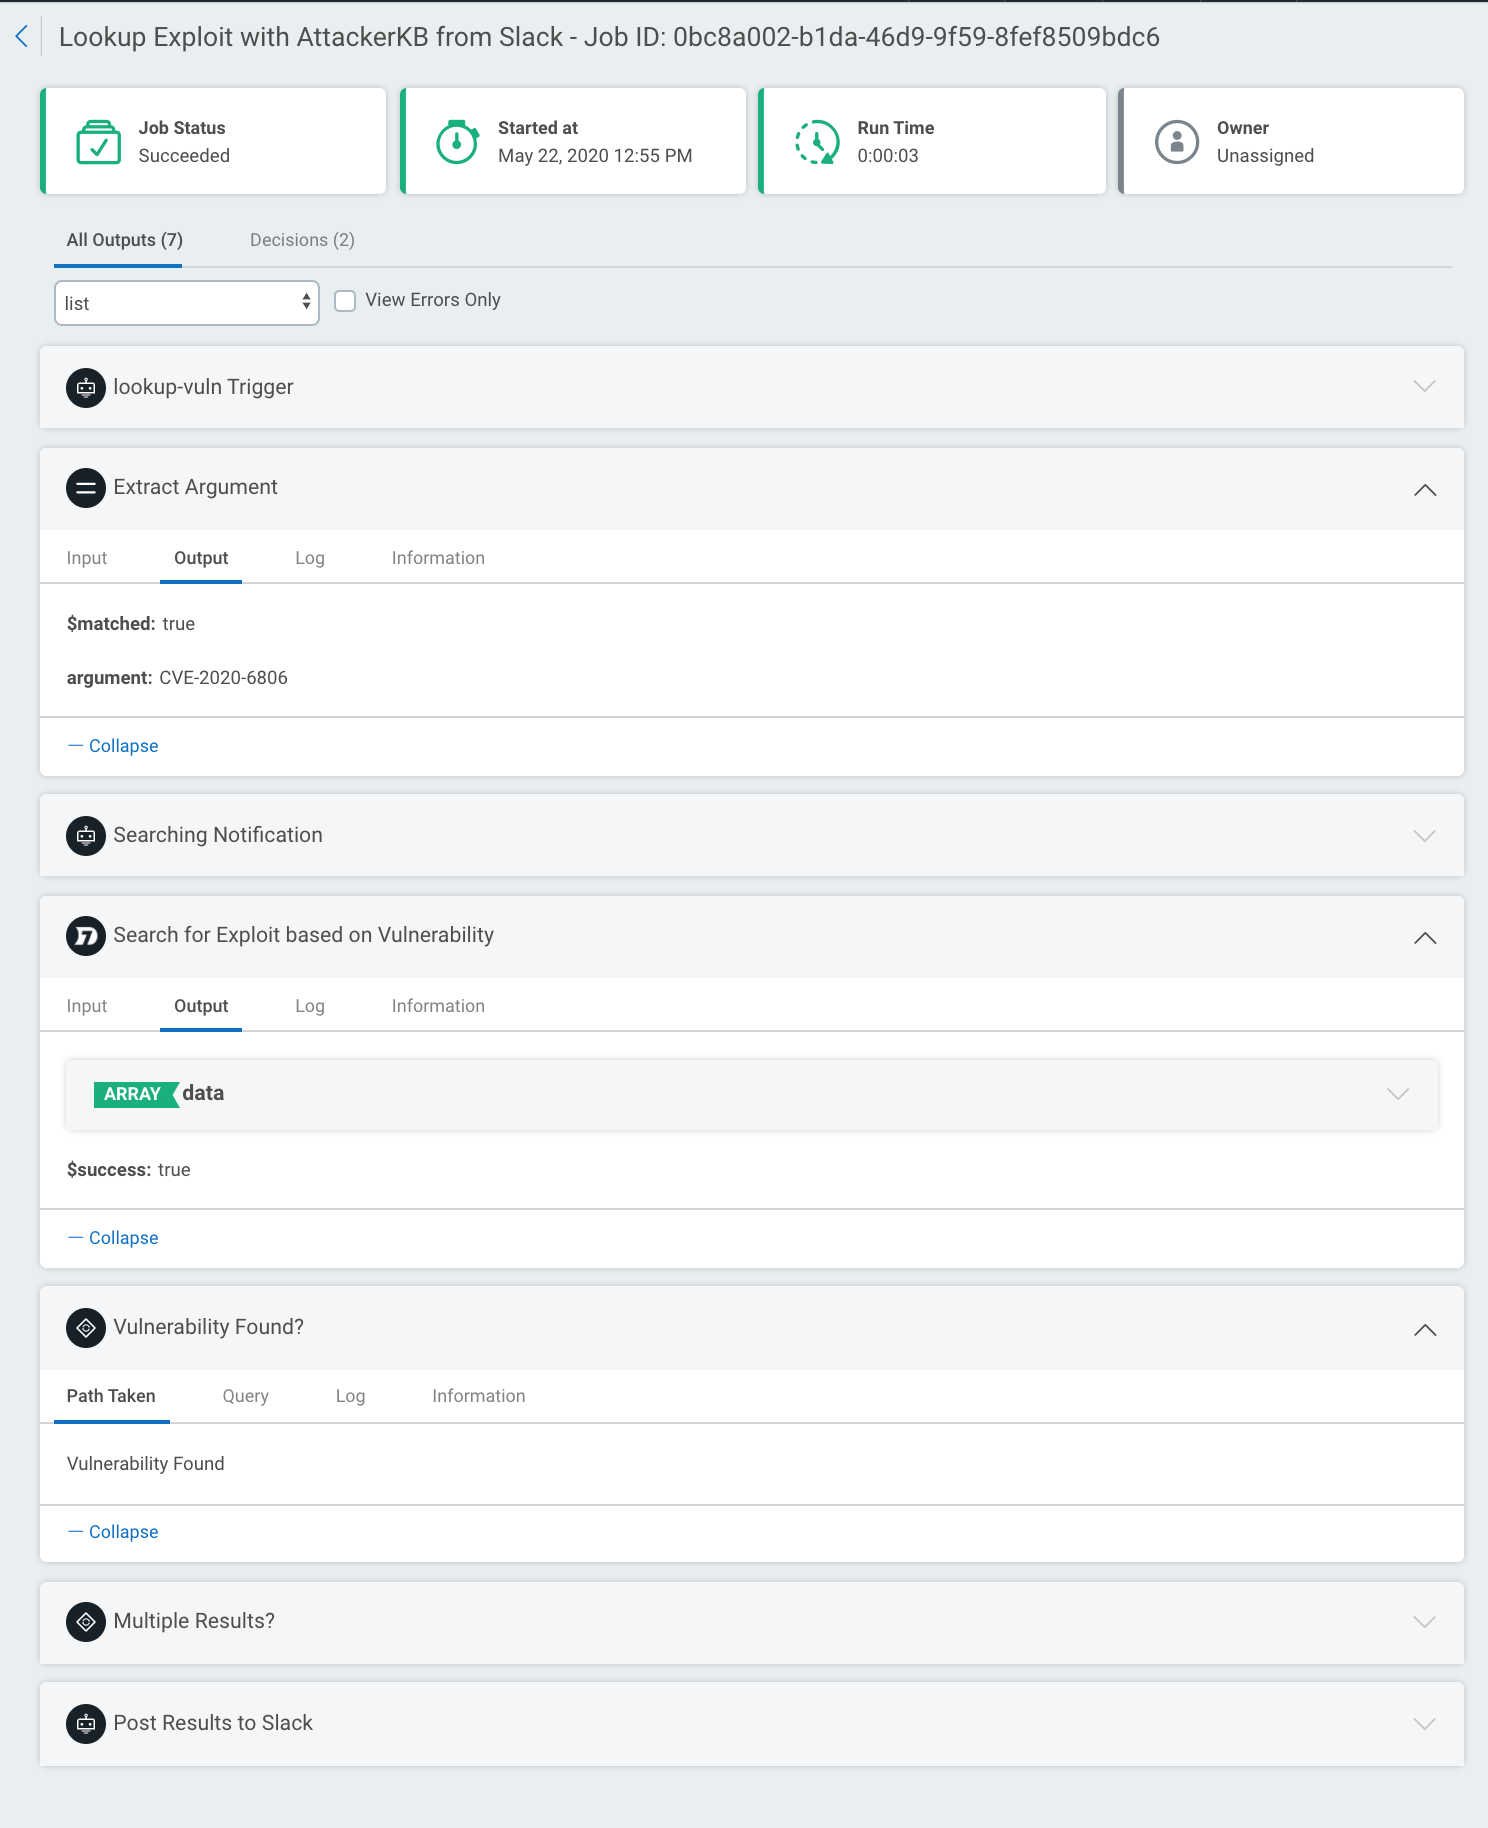 Lookup Exploit with AttackerKB from Slack - Job ID: 0bc8a002-b1da-46d9-9f59-8fef8509bdc6
Job Status
Succeeded
Started at
May 22, 2020 12:55 PM
Run Time
0:00:03
Owner
Unassigned
All Outputs (7)
Decisions (2)
list
View Errors Only
lookup-vuln Trigger
Extract Argument
Input Output Log Information
$matched: true
argument: CVE-2020-6806
— Collapse
Searching Notification
Search for Exploit based on Vulnerability
Input Output Log Information
ARRAY data
$success: true
— Collapse
Vulnerability Found?
Path Taken Query Log Information
Vulnerability Found
— Collapse
Multiple Results?
Post Results to Slack